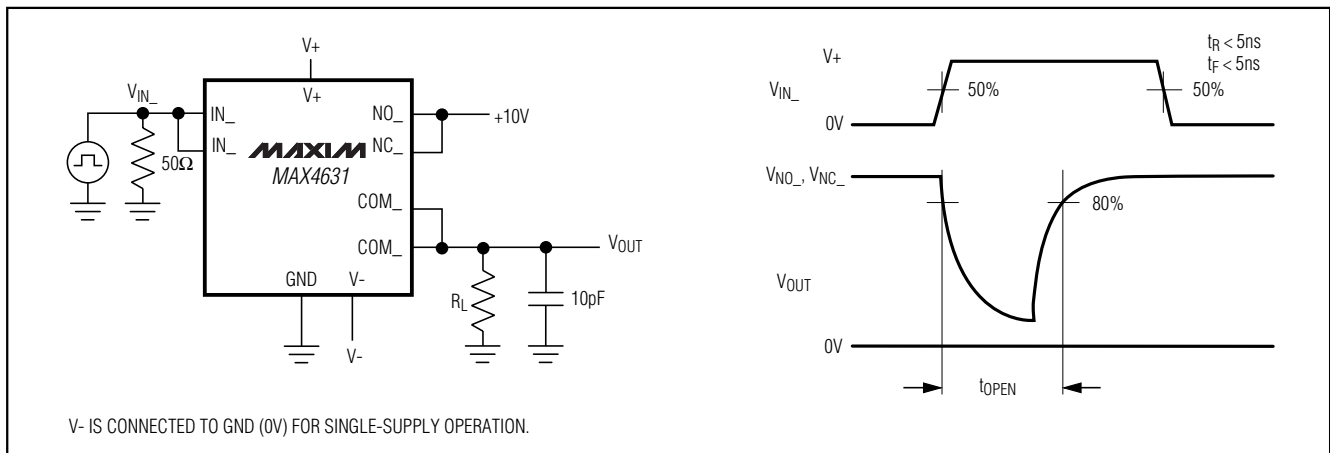 V+
V+
V_IN_
IN_
IN_
50Ω
MAXIM
MAX4631
NO_
NC_
+10V
COM_
COM_
V_OUT
GND
V-
R_L
10pF
V-
V- IS CONNECTED TO GND (0V) FOR SINGLE-SUPPLY OPERATION.
t_R < 5ns
t_F < 5ns
V+
V_IN_
50%
50%
0V
V_NO_, V_NC_
80%
V_OUT
0V
t_OPEN